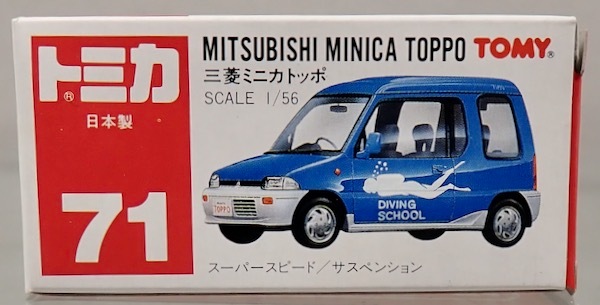 トミカ®
日本製
71
MITSUBISHI MINICA TOPPO TOMY®
三菱ミニカトッポ
SCALE 1/56
DIVING
SCHOOL
TOPPO
スーパースピード/サスペンション